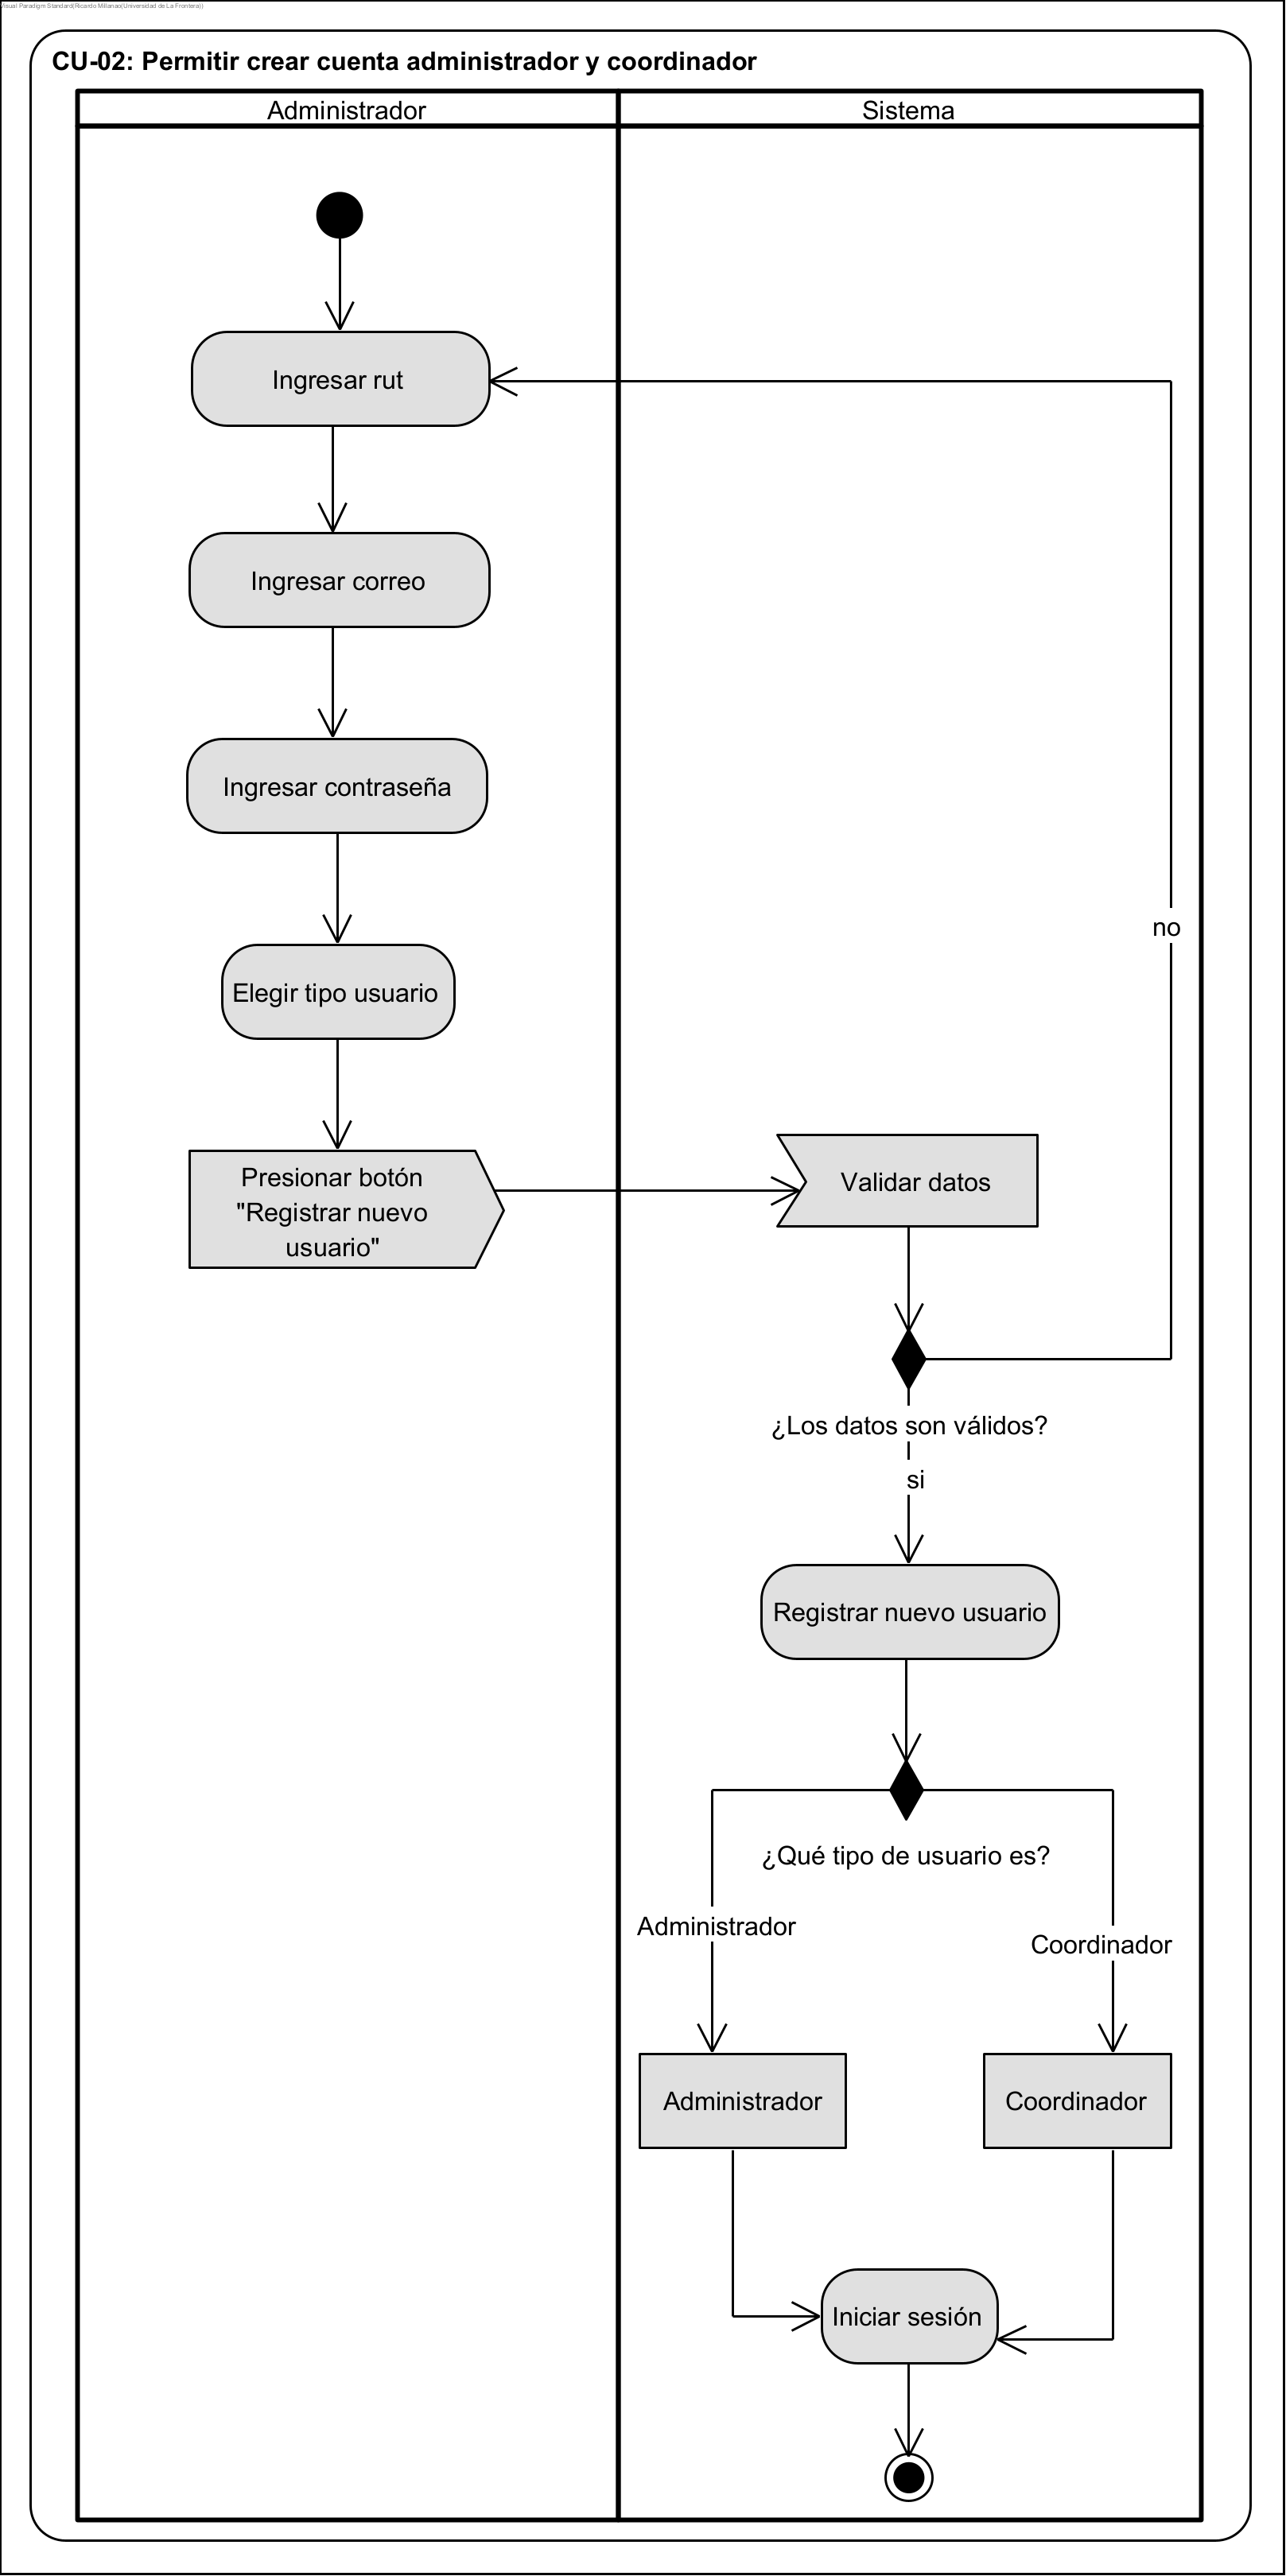 Visual Paradigm Standard(Ricardo Milanao(Universidad de La Frontera))
CU-02: Permitir crear cuenta administrador y coordinador
Administrador
Sistema
Ingresar rut
Ingresar correo
Ingresar contraseña
no
Elegir tipo usuario
Presionar botón
"Registrar nuevo
usuario"
Validar datos
¿Los datos son válidos?
si
Registrar nuevo usuario
¿Qué tipo de usuario es?
Administrador
Coordinador
Administrador
Coordinador
Iniciar sesión